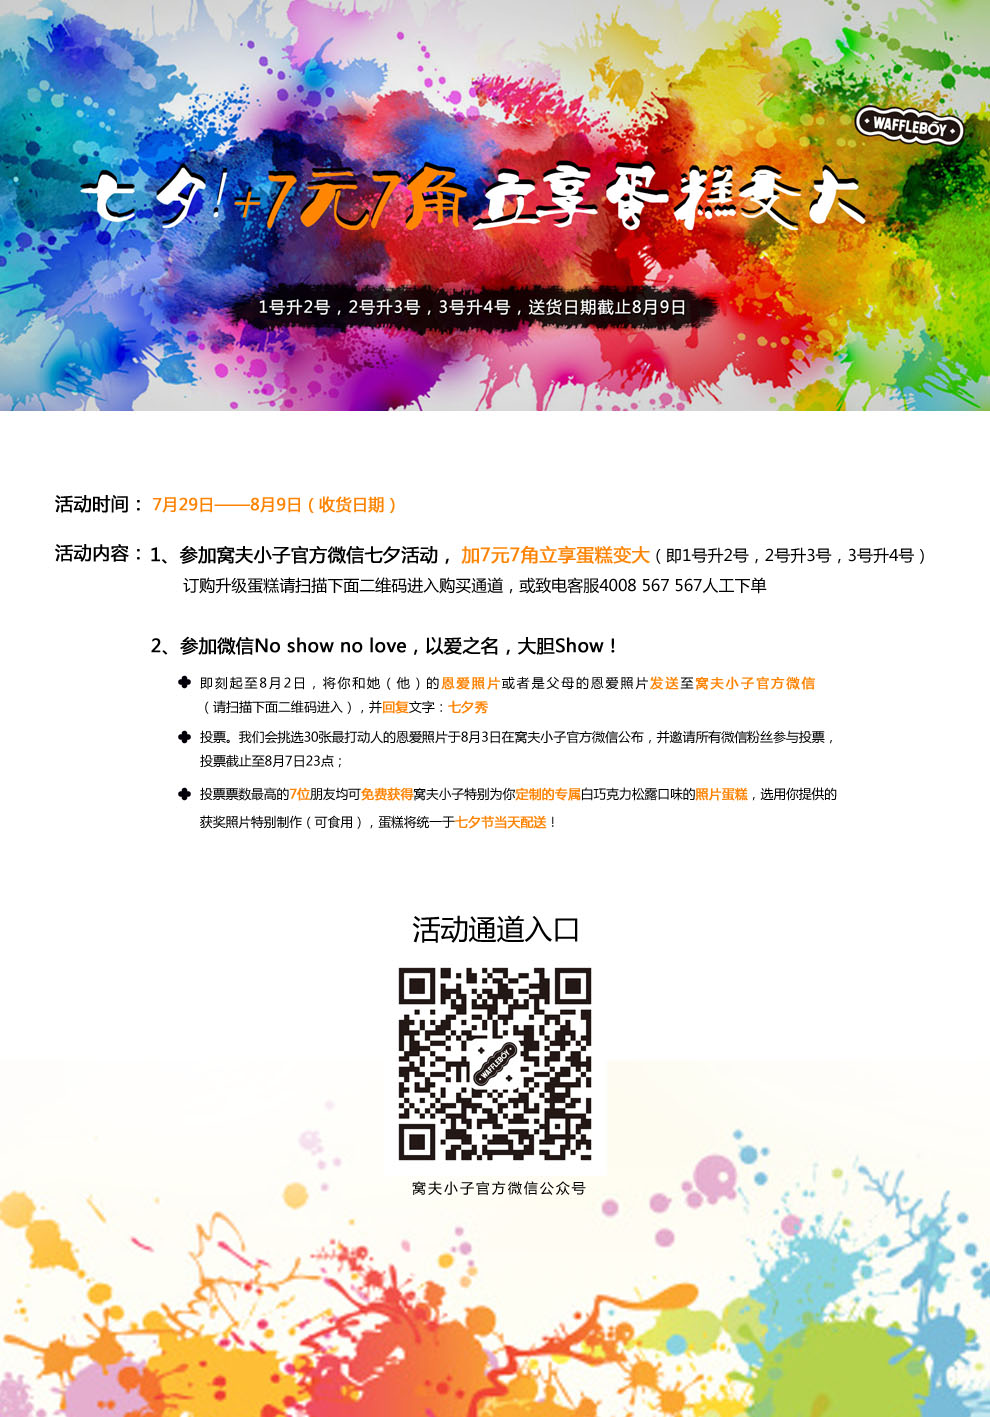 WAFFLEBOY
七夕!+7元7角立享蛋糕变大
1号升2号，2号升3号，3号升4号，送货日期截止8月9日
活动时间： 7月29日——8月9日（收货日期）
活动内容：1、参加窝夫小子官方微信七夕活动， 加7元7角立享蛋糕变大（即1号升2号，2号升3号，3号升4号）
订购升级蛋糕请扫描下面二维码进入购买通道，或致电客服4008 567 567人工下单
2、参加微信No show no love，以爱之名，大胆Show！
即刻起至8月2日，将你和她（他）的恩爱照片或者是父母的恩爱照片发送至窝夫小子官方微信
（请扫描下面二维码进入），并回复文字：七夕秀
投票。我们会挑选30张最打动人的恩爱照片于8月3日在窝夫小子官方微信公布，并邀请所有微信粉丝参与投票，
投票截止至8月7日23点；
投票票数最高的7位朋友均可免费获得窝夫小子特别为你定制的专属白巧克力松露口味的照片蛋糕，选用你提供的
获奖照片特别制作（可食用），蛋糕将统一于七夕节当天配送！
活动通道入口
WAFFLEBOY
窝夫小子官方微信公众号